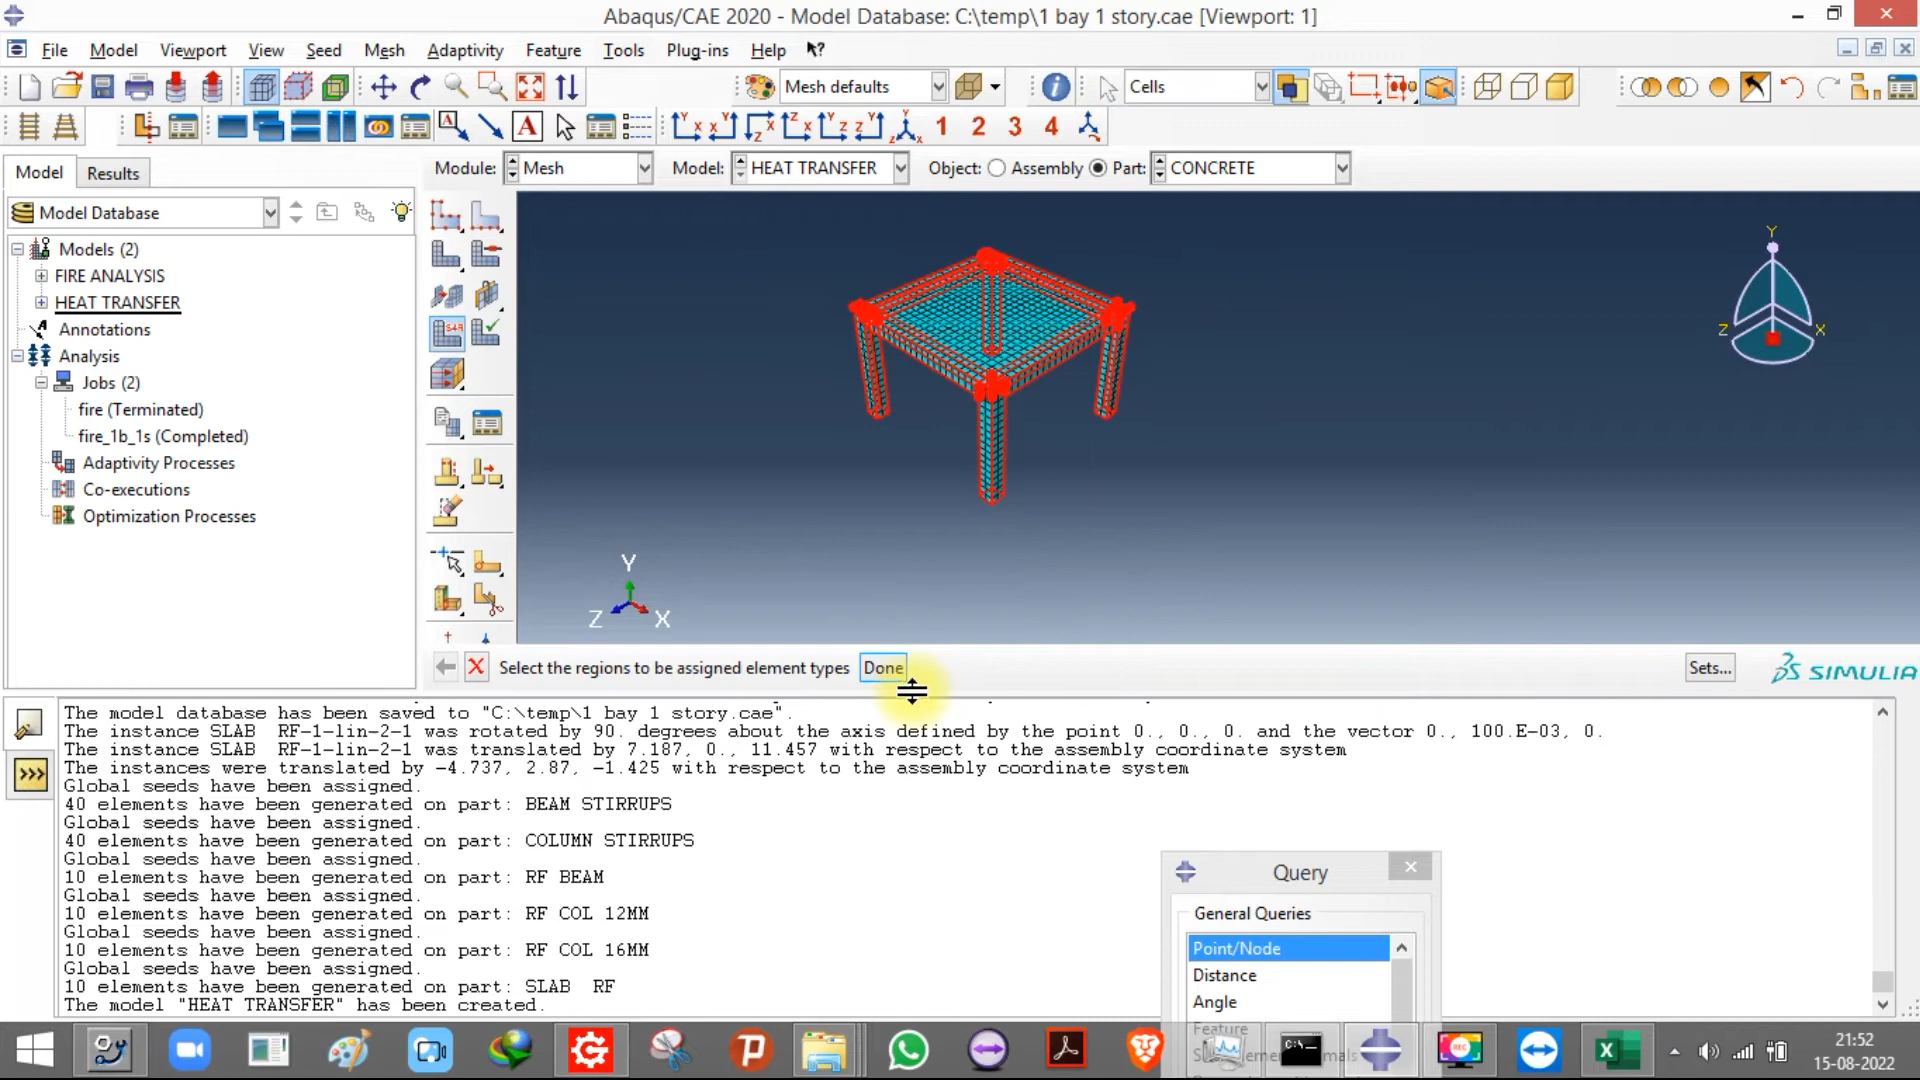 Abaqus/CAE 2020 - Model Database: C:\temp\1 bay 1 story.cae [Viewport: 1]
File Model Viewport View Seed Mesh Adaptivity Feature Tools Plug-ins Help
Mesh defaults
Cells
A
1 2 3 4
Model Results
Module: Mesh Model: HEAT TRANSFER Object: Assembly Part: CONCRETE
Model Database
Models (2)
FIRE ANALYSIS
HEAT TRANSFER
Annotations
Analysis
Jobs (2)
fire (Terminated)
fire_1b_1s (Completed)
Adaptivity Processes
Co-executions
Optimization Processes
Y
Z X
Y
Z X
Select the regions to be assigned element types Done
Sets...
SIMULIA
The model database has been saved to "C:\temp\1 bay 1 story.cae".
The instance SLAB  RF-1-lin-2-1 was rotated by 90. degrees about the axis defined by the point 0., 0., 0. and the vector 0., 100.E-03, 0.
The instance SLAB  RF-1-lin-2-1 was translated by 7.187, 0., 11.457 with respect to the assembly coordinate system
The instances were translated by -4.737, 2.87, -1.425 with respect to the assembly coordinate system
Global seeds have been assigned.
40 elements have been generated on part: BEAM STIRRUPS
Global seeds have been assigned.
40 elements have been generated on part: COLUMN STIRRUPS
Global seeds have been assigned.
10 elements have been generated on part: RF BEAM
Global seeds have been assigned.
10 elements have been generated on part: RF COL 12MM
Global seeds have been assigned.
10 elements have been generated on part: RF COL 16MM
Global seeds have been assigned.
10 elements have been generated on part: SLAB  RF
The model "HEAT TRANSFER" has been created.
Query
General Queries
Point/Node
Distance
Angle
Feature
21:52
15-08-2022